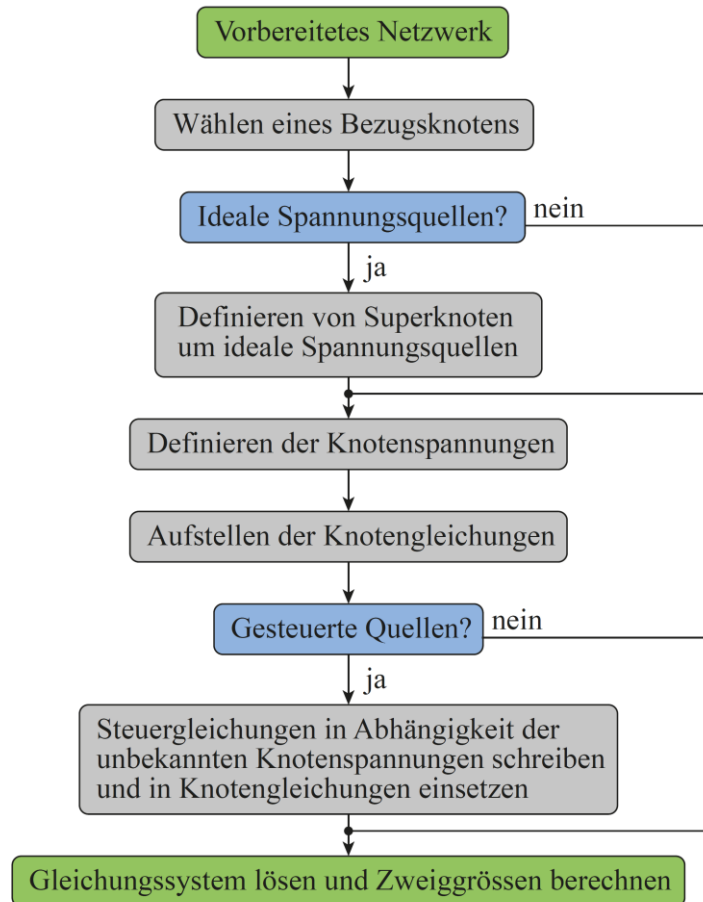 Vorbereitetes Netzwerk
Wählen eines Bezugsknotens
Ideale Spannungsquellen?
nein
ja
Definieren von Superknoten
um ideale Spannungsquellen
Definieren der Knotenspannungen
Aufstellen der Knotengleichungen
Gesteuerte Quellen?
nein
ja
Steuergleichungen in Abhängigkeit der
unbekannten Knotenspannungen schreiben
und in Knotengleichungen einsetzen
Gleichungssystem lösen und Zweiggrössen berechnen